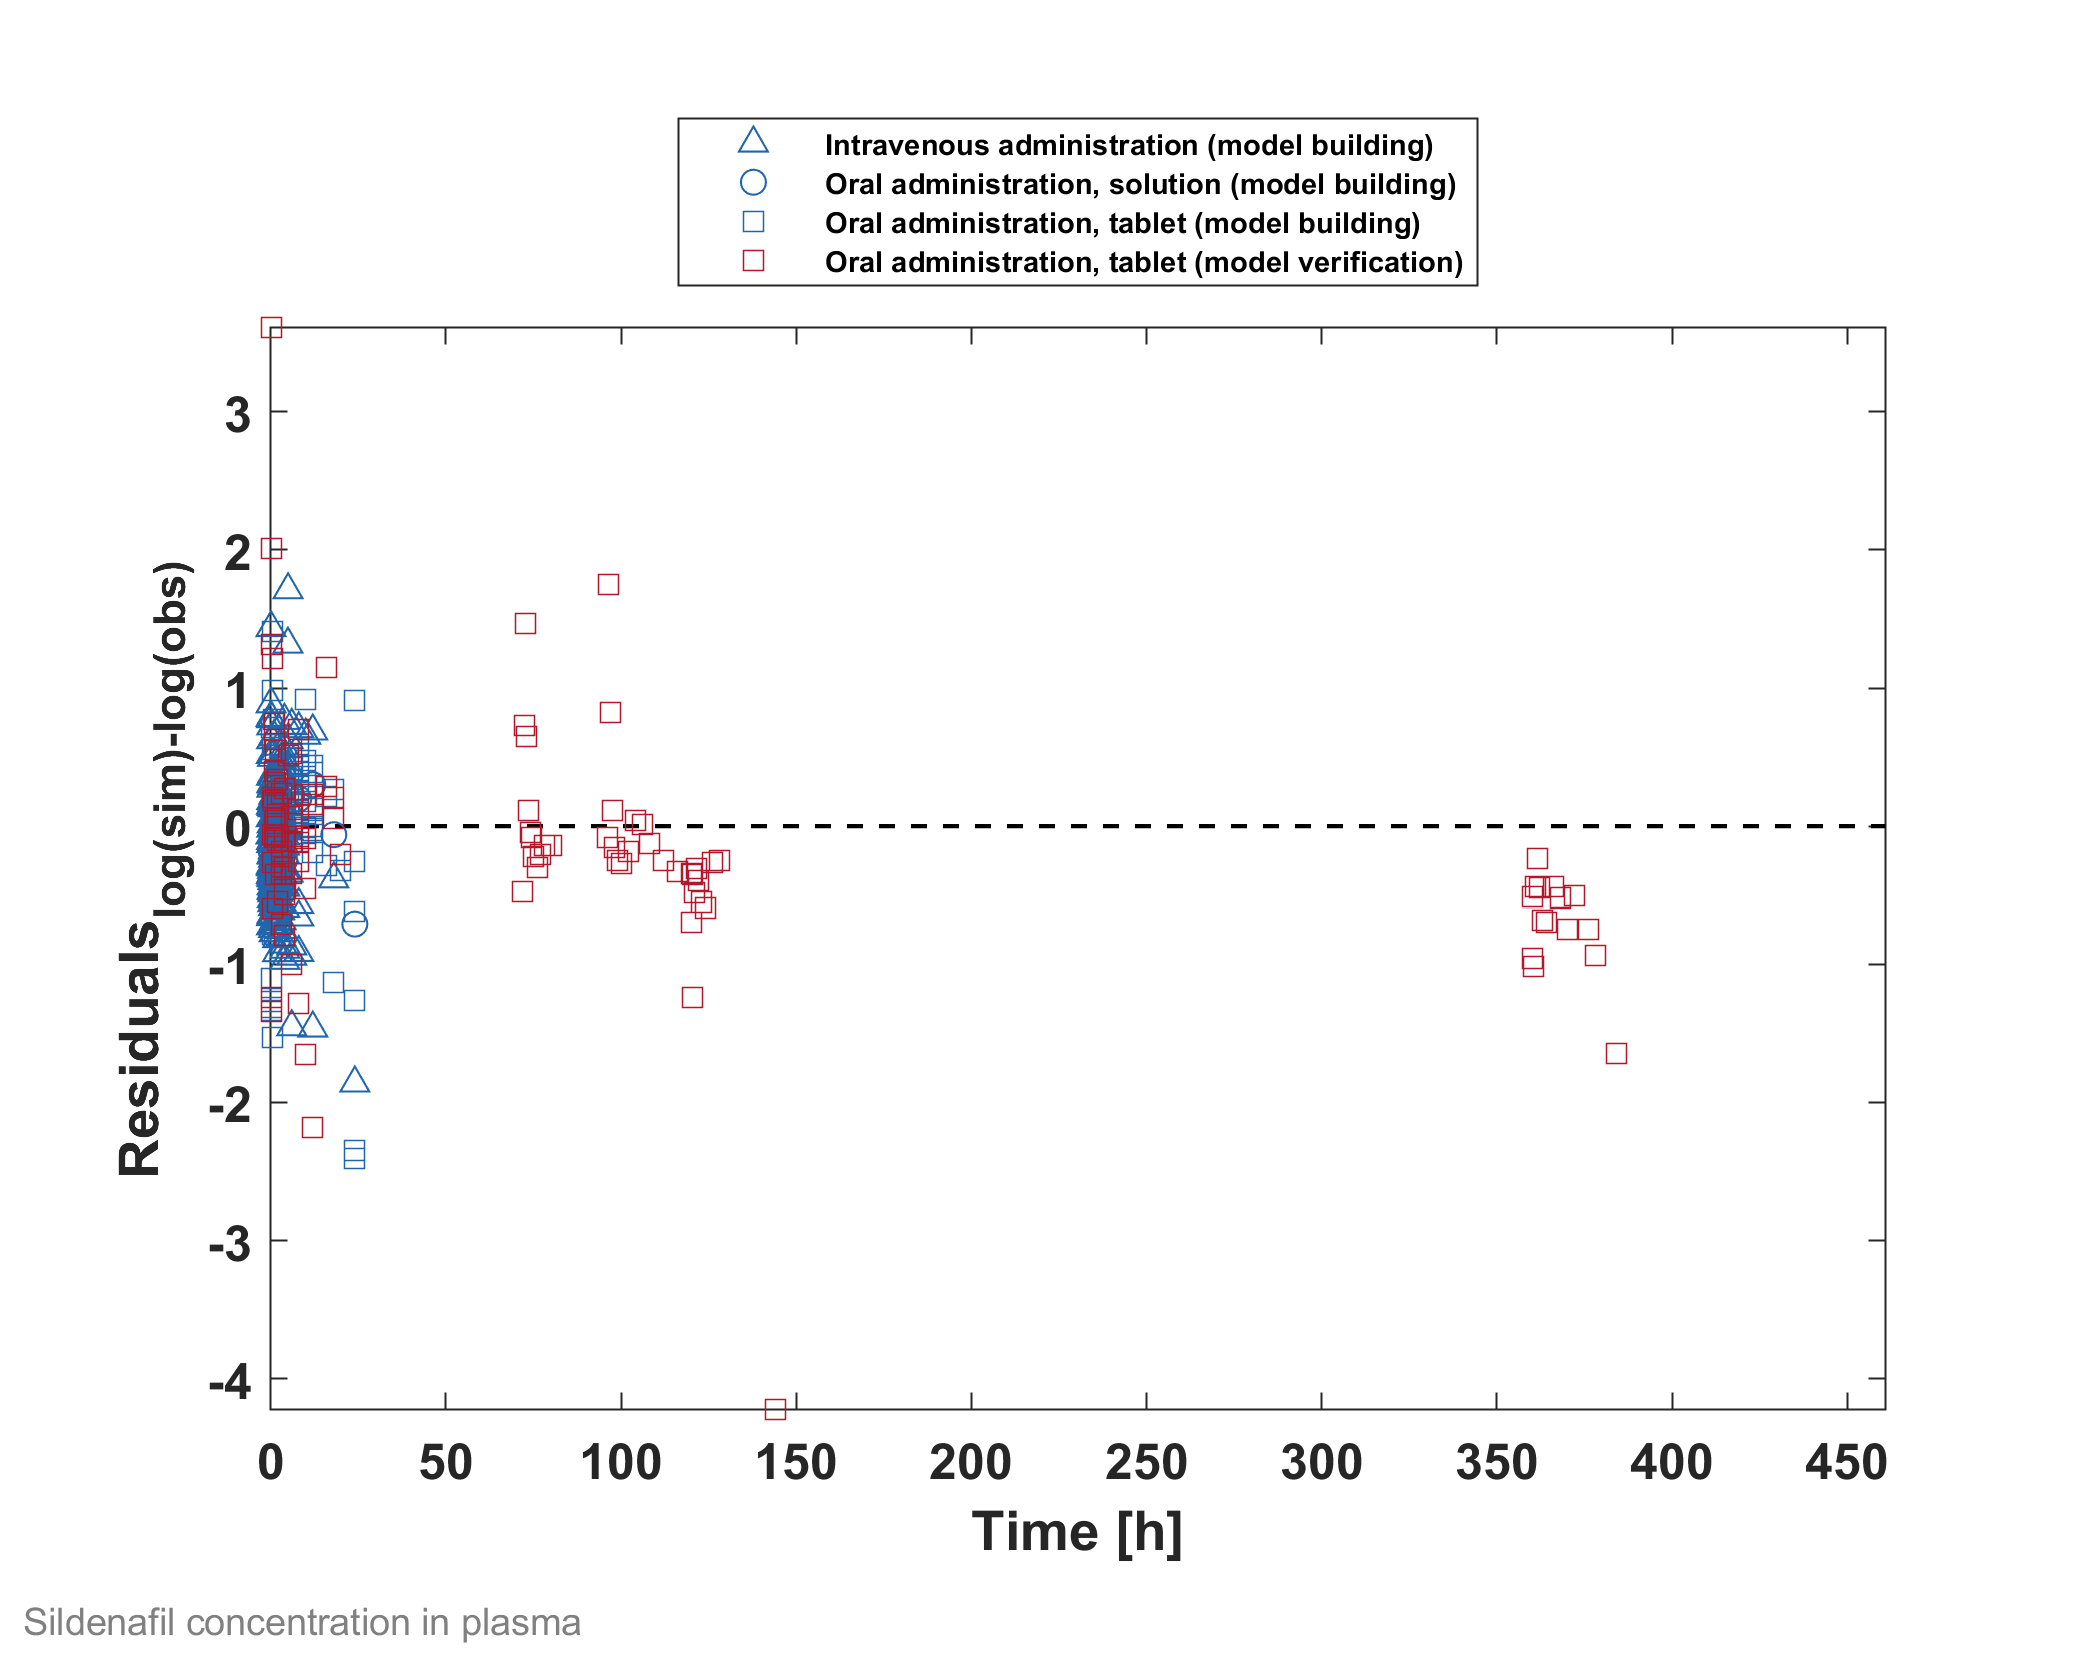 Intravenous administration (model building)
Oral administration, solution (model building)
Oral administration, tablet (model building)
Oral administration, tablet (model verification)
Residuals log(sim)-log(obs)
3
2
1
0
-1
-2
-3
-4
0 50 100 150 200 250 300 350 400 450
Time [h]
Sildenafil concentration in plasma